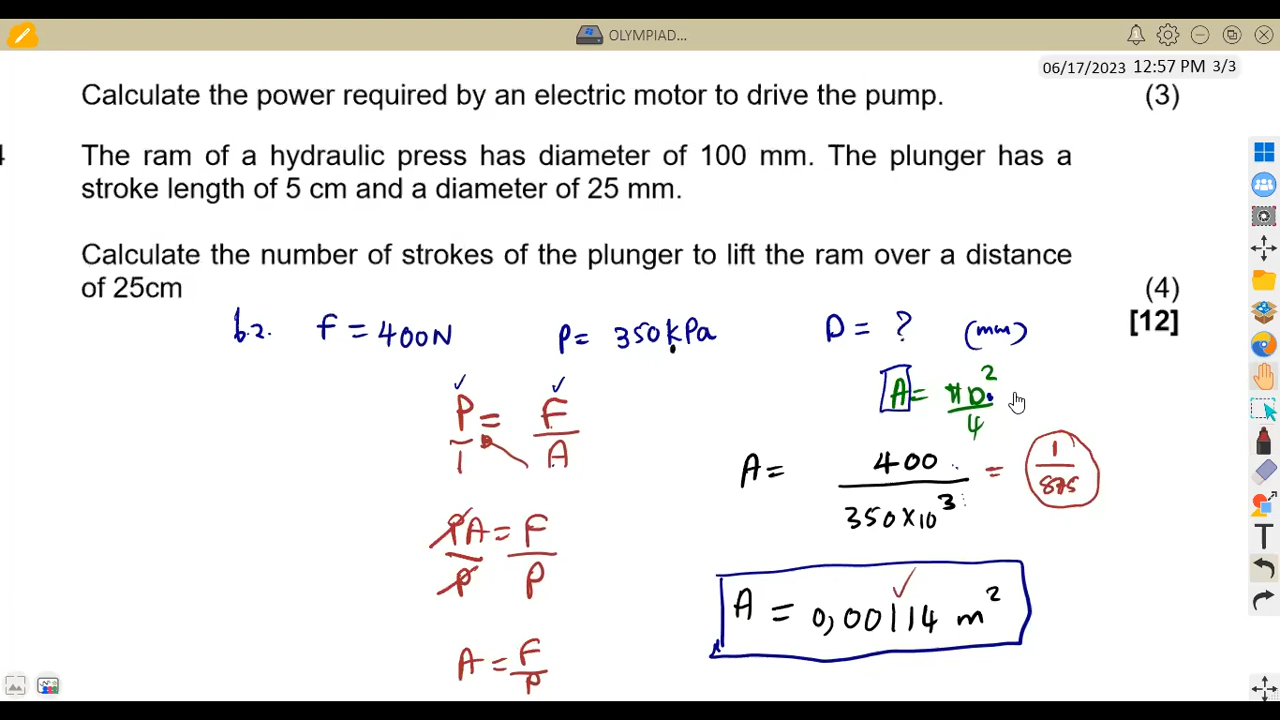 OLYMPIAD...
06/17/2023 12:57 PM 3/3
Calculate the power required by an electric motor to drive the pump. (3)
4 The ram of a hydraulic press has diameter of 100 mm. The plunger has a
stroke length of 5 cm and a diameter of 25 mm.
Calculate the number of strokes of the plunger to lift the ram over a distance
of 25cm (4)
[12]
6.2. F = 400N P = 350kPa D = ? (mm)
P/1 = F/A
A = πD²/4
A = 400/350×10³ = 1/875
PA/P = F/P
A = 0,00114 m²
A = F/P
T